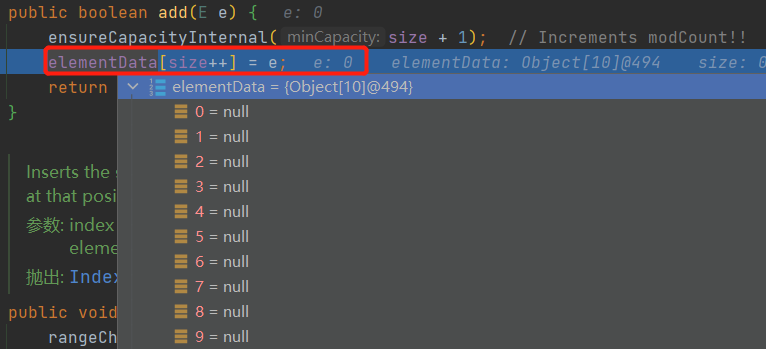 public boolean add(E e) {   e: 0
ensureCapacityInternal( minCapacity: size + 1);  // Increments modCount!!
elementData[size++] = e;   e: 0   elementData: Object[10]@494   size: 0
return
elementData = {Object[10]@494}
}
0 = null
1 = null
2 = null
Inserts the
3 = null
at that posi
4 = null
参数: index
5 = null
eleme
6 = null
抛出: Index
7 = null
public void
8 = null
rangeCh
9 = null